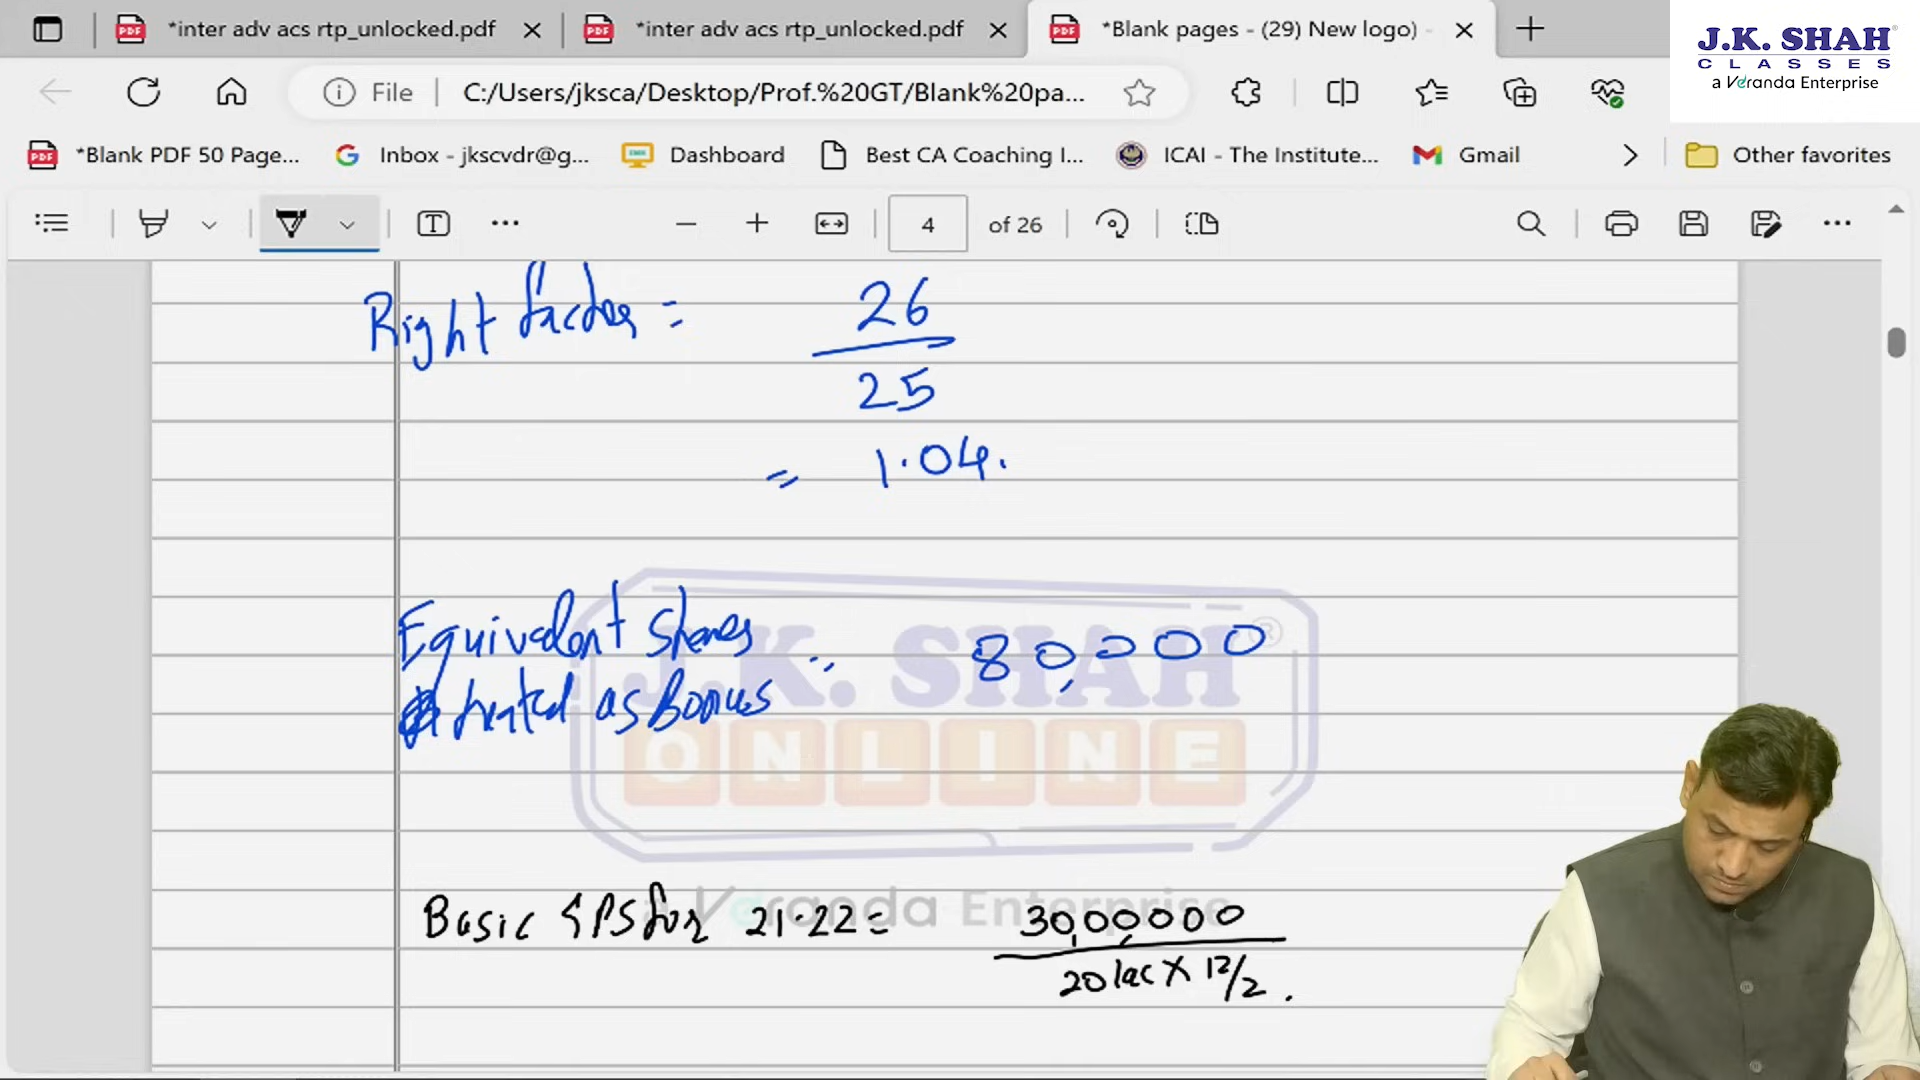 *inter adv acs rtp_unlocked.pdf
*inter adv acs rtp_unlocked.pdf
*Blank pages - (29) New logo) -
J.K. SHAH
CLASSES
a Veranda Enterprise
File
C:/Users/jksca/Desktop/Prof.%20GT/Blank%20pa...
*Blank PDF 50 Page...
Inbox - jkscvdr@g...
Dashboard
Best CA Coaching I...
ICAI - The Institute...
Gmail
Other favorites
4 of 26
Right factor = 26
25
= 1.04.
Equivalent Shares
treated as Bonus = 80,000
J.K. SHAH®
ONLINE
a Veranda Enterprise
Basic EPS for 21-22 = 30,00,000
20 lac X 12/2.